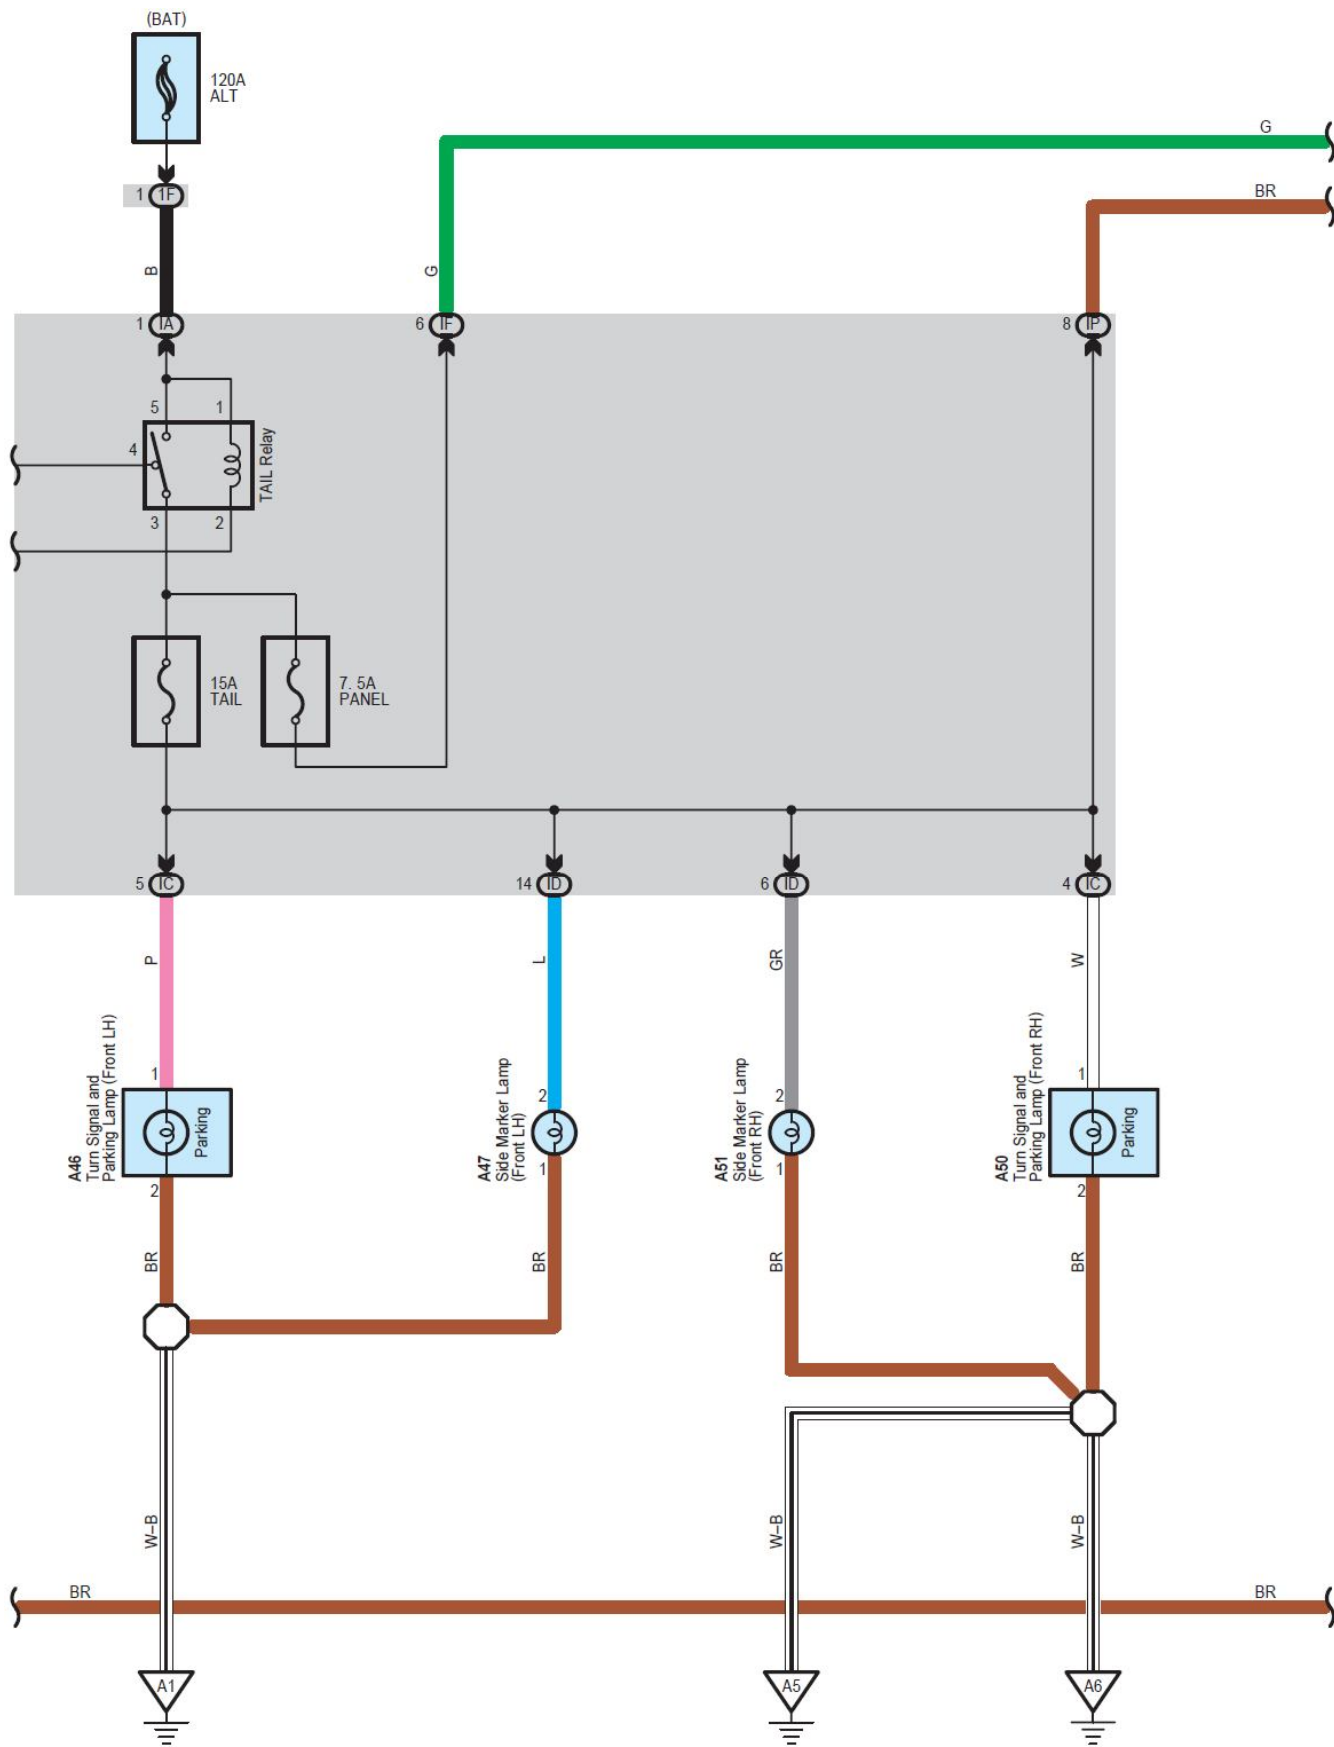 (BAT)
120A
ALT
G
BR
1 1F
B
G
1 IA
6 IF
8 IP
5 1
4
TAIL Relay
3 2
15A
TAIL
7. 5A
PANEL
5 IC
14 ID
6 ID
4 IC
P
L
GR
W
1
A46
Turn Signal and
Parking Lamp (Front LH)
Parking
2
2
A47
Side Marker Lamp
(Front LH)
1
2
A51
Side Marker Lamp
(Front RH)
1
1
A50
Turn Signal and
Parking Lamp (Front RH)
Parking
2
BR
BR
BR
BR
W–B
W–B
W–B
BR
BR
A1
A5
A6